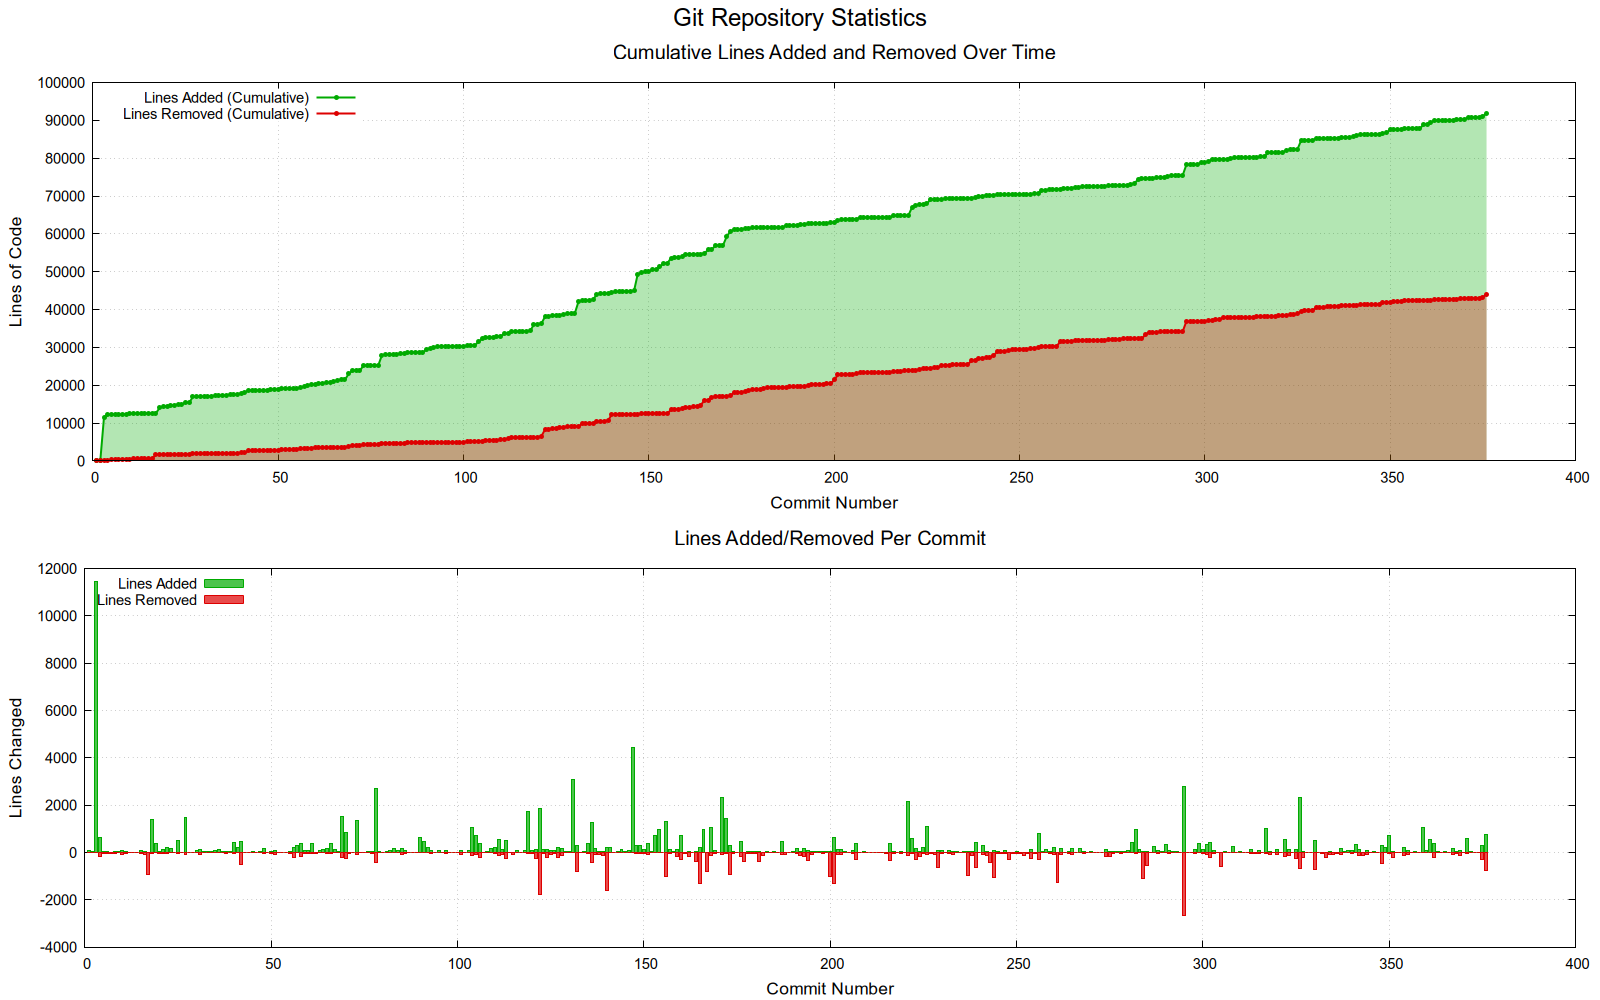 Git Repository Statistics
Cumulative Lines Added and Removed Over Time
100000
90000
80000
70000
60000
50000
40000
30000
20000
10000
0
Lines of Code
Lines Added (Cumulative)
Lines Removed (Cumulative)
0 50 100 150 200 250 300 350 400
Commit Number
Lines Added/Removed Per Commit
12000
10000
8000
6000
4000
2000
0
-2000
-4000
Lines Changed
Lines Added
Lines Removed
0 50 100 150 200 250 300 350 400
Commit Number